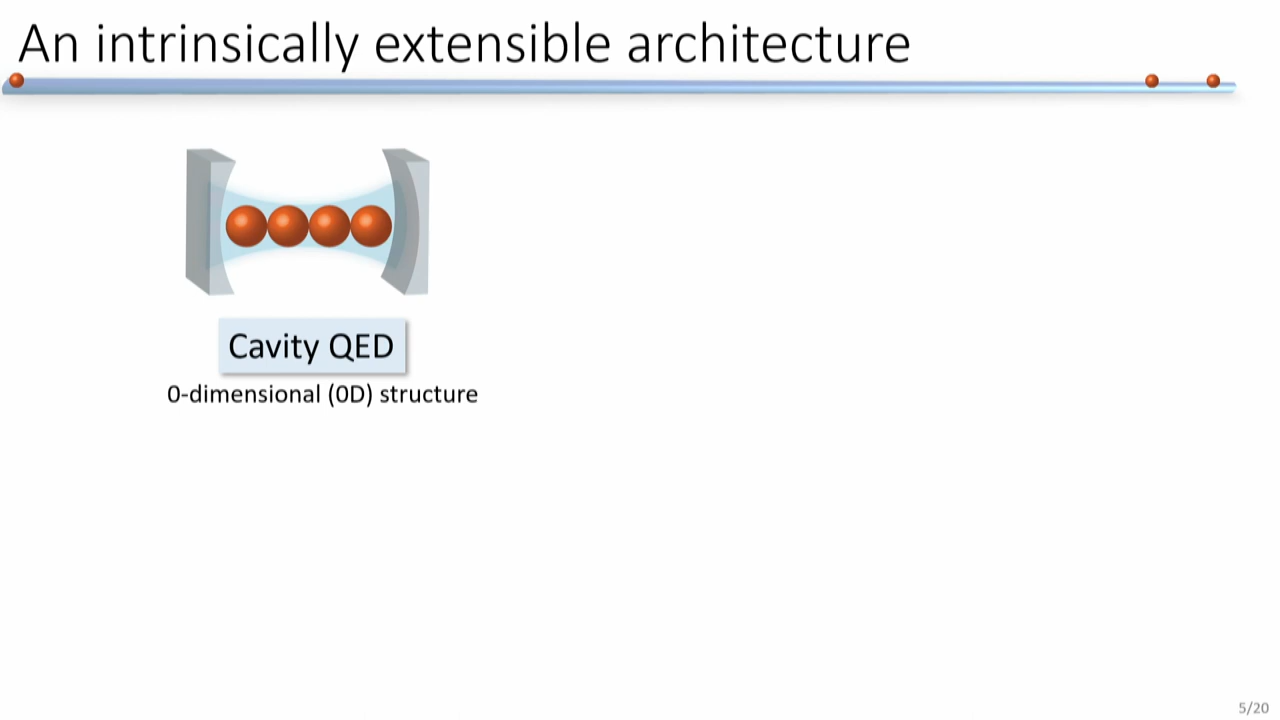 An intrinsically extensible architecture
Cavity QED
0-dimensional (0D) structure
5/20